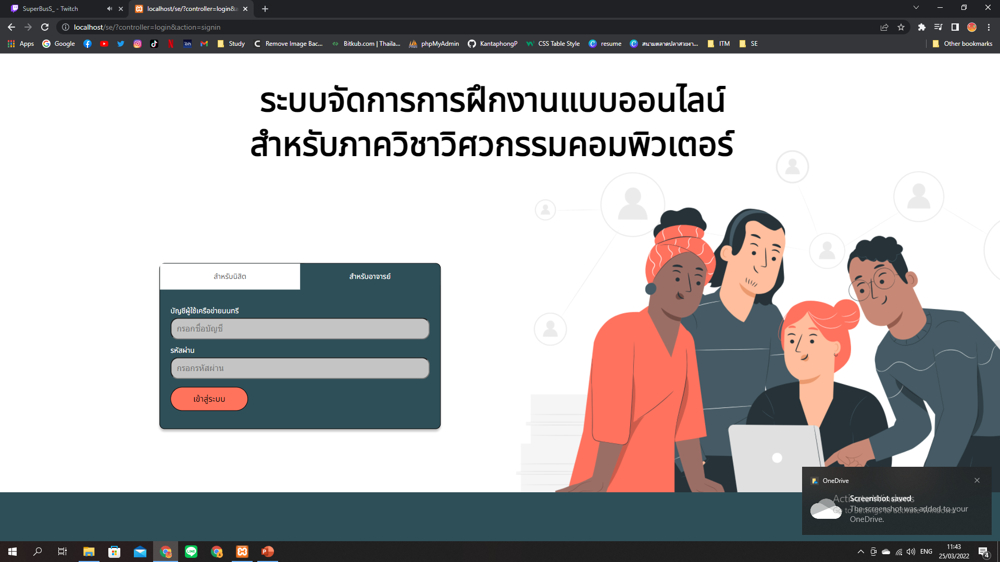 SuperBusS_ - Twitch
localhost/se/?controller=login&a
localhost/se/?controller=login&action=signin
Apps Google Study Remove Image Bac... Bitkub.com | Thaila... phpMyAdmin KantaphongP CSS Table Style resume สนามตลาดปลาสวยงา... ITM SE Other bookmarks
ระบบจัดการการฝึกงานแบบออนไลน์
สำหรับภาควิชาวิศวกรรมคอมพิวเตอร์
สำหรับนิสิต สำหรับอาจารย์
บัญชีผู้ใช้เครือข่ายนนทรี
กรอกชื่อบัญชี
รหัสผ่าน
กรอกรหัสผ่าน
เข้าสู่ระบบ
OneDrive
Activate Windows
Go to Settings to activate Windows.
Screenshot saved
The screenshot was added to your
OneDrive.
ENG
11:43
25/03/2022
4